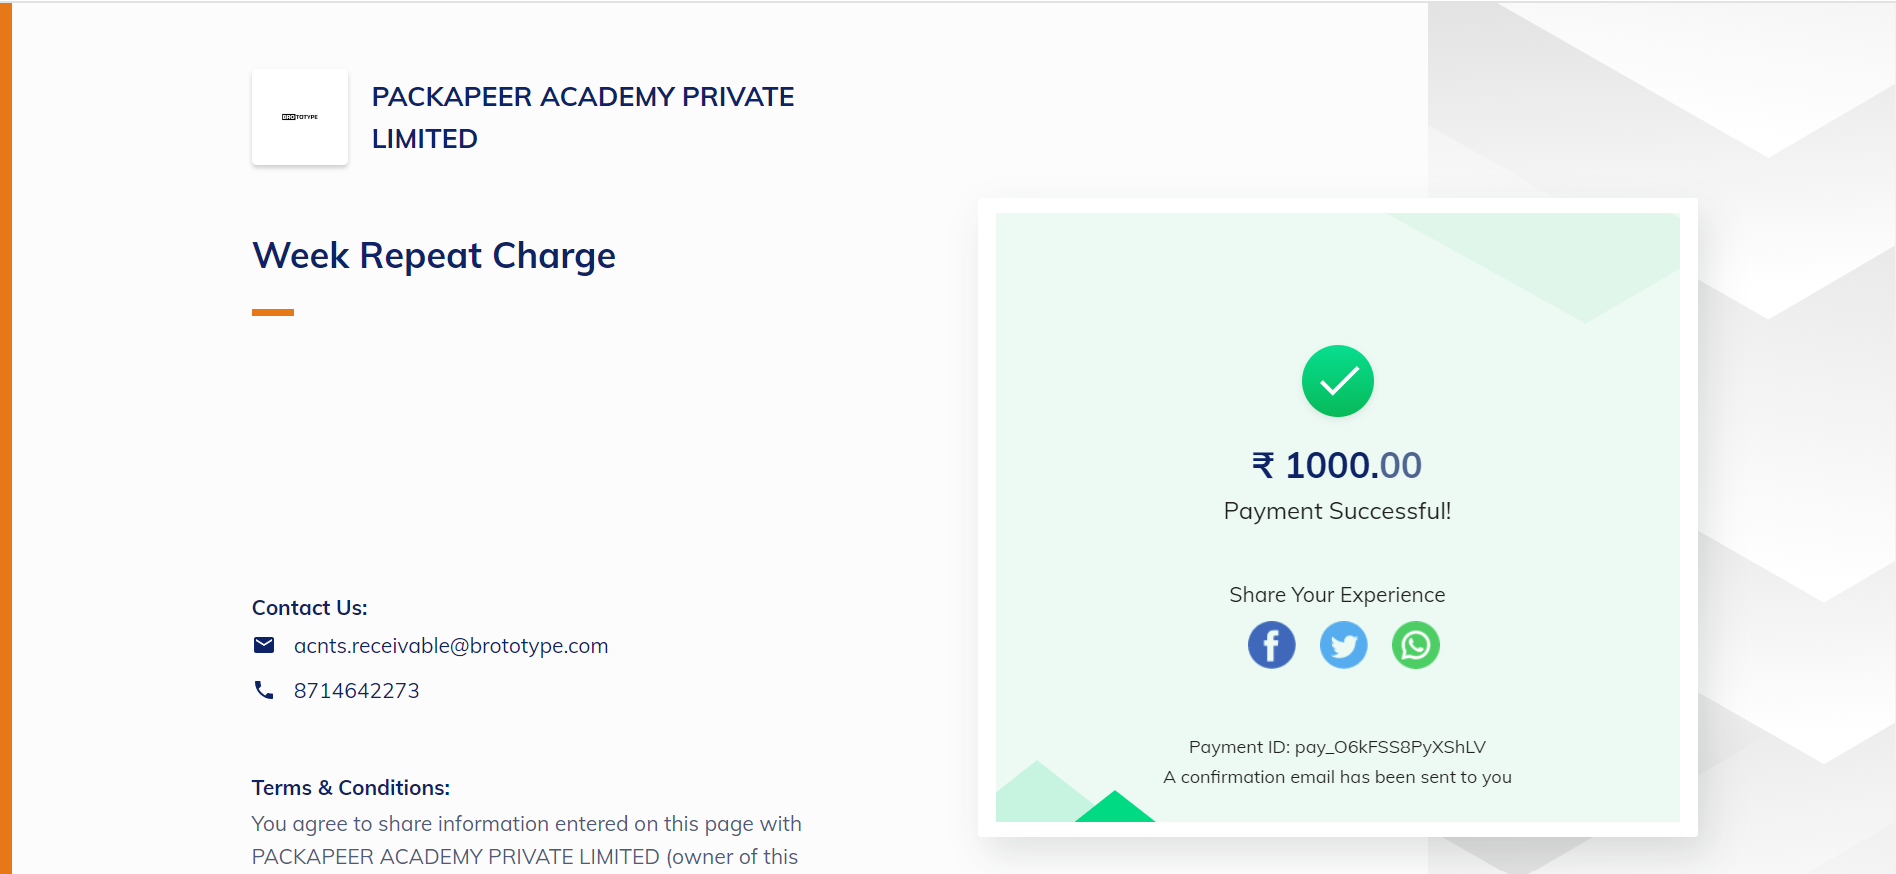 BROTOTYPE
PACKAPEER ACADEMY PRIVATE
LIMITED
Week Repeat Charge
Contact Us:
acnts.receivable@brototype.com
8714642273
Terms & Conditions:
You agree to share information entered on this page with
PACKAPEER ACADEMY PRIVATE LIMITED (owner of this
₹ 1000.00
Payment Successful!
Share Your Experience
Payment ID: pay_O6kFSS8PyXShLV
A confirmation email has been sent to you